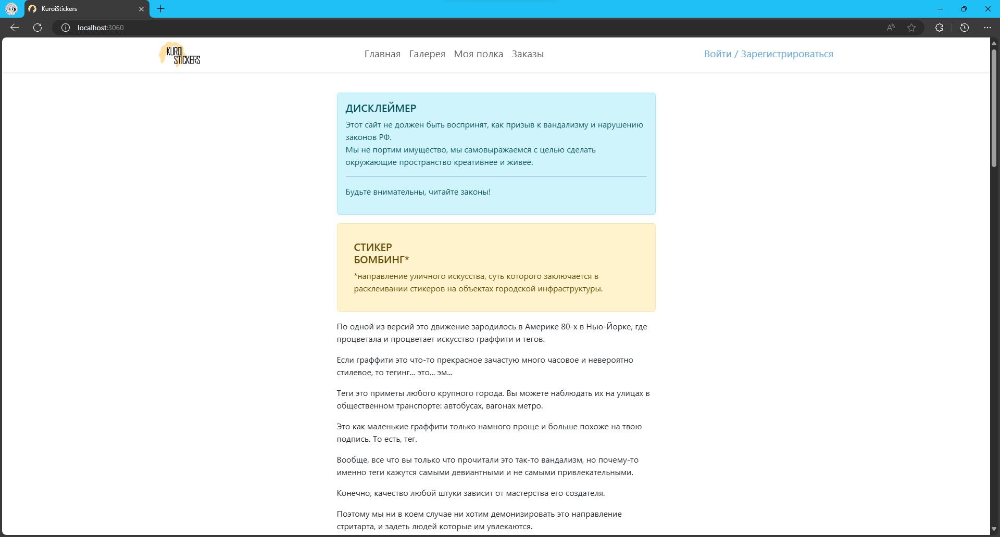 KuroiStickers
localhost:3060
KUROI
STICKERS
Главная Галерея Моя полка Заказы
Войти / Зарегистрироваться
ДИСКЛЕЙМЕР
Этот сайт не должен быть воспринят, как призыв к вандализму и нарушению
законов РФ.
Мы не портим имущество, мы самовыражаемся с целью сделать
окружающие пространство креативнее и живее.
Будьте внимательны, читайте законы!
СТИКЕР
БОМБИНГ*
*направление уличного искусства, суть которого заключается в
расклеивании стикеров на объектах городской инфраструктуры.
По одной из версий это движение зародилось в Америке 80-х в Нью-Йорке, где
процветала и процветает искусство граффити и тегов.
Если граффити это что-то прекрасное зачастую много часовое и невероятно
стилевое, то тегинг... это... эм...
Теги это приметы любого крупного города. Вы можете наблюдать их на улицах в
общественном транспорте: автобусах, вагонах метро.
Это как маленькие граффити только намного проще и больше похоже на твою
подпись. То есть, тег.
Вообще, все что вы только что прочитали это так-то вандализм, но почему-то
именно теги кажутся самыми девиантными и не самыми привлекательными.
Конечно, качество любой штуки зависит от мастерства его создателя.
Поэтому мы ни в коем случае ни хотим демонизировать это направление
стритарта, и задеть людей которые им увлекаются.